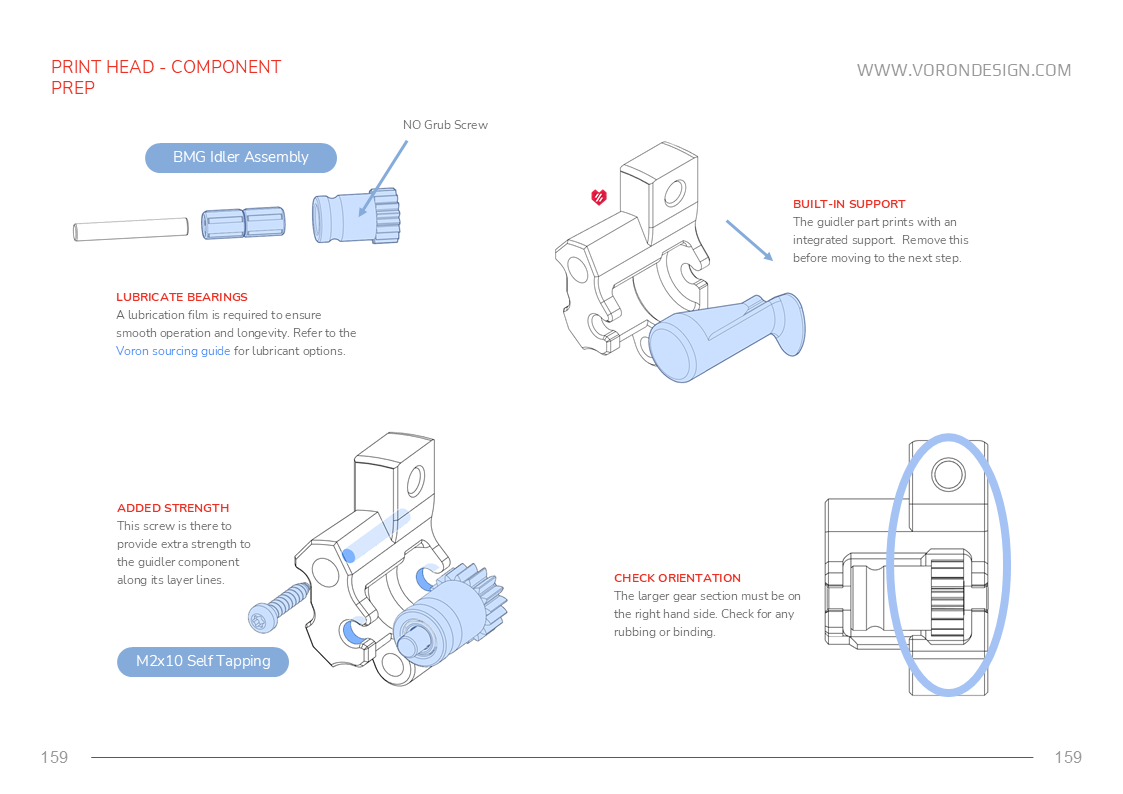 PRINT HEAD - COMPONENT
PREP
WWW.VORONDESIGN.COM
NO Grub Screw
BMG Idler Assembly
BUILT-IN SUPPORT
The guidler part prints with an
integrated support.  Remove this
before moving to the next step.
LUBRICATE BEARINGS
A lubrication film is required to ensure
smooth operation and longevity. Refer to the
Voron sourcing guide for lubricant options.
ADDED STRENGTH
This screw is there to
provide extra strength to
the guidler component
along its layer lines.
M2x10 Self Tapping
CHECK ORIENTATION
The larger gear section must be on
the right hand side. Check for any
rubbing or binding.
159
159